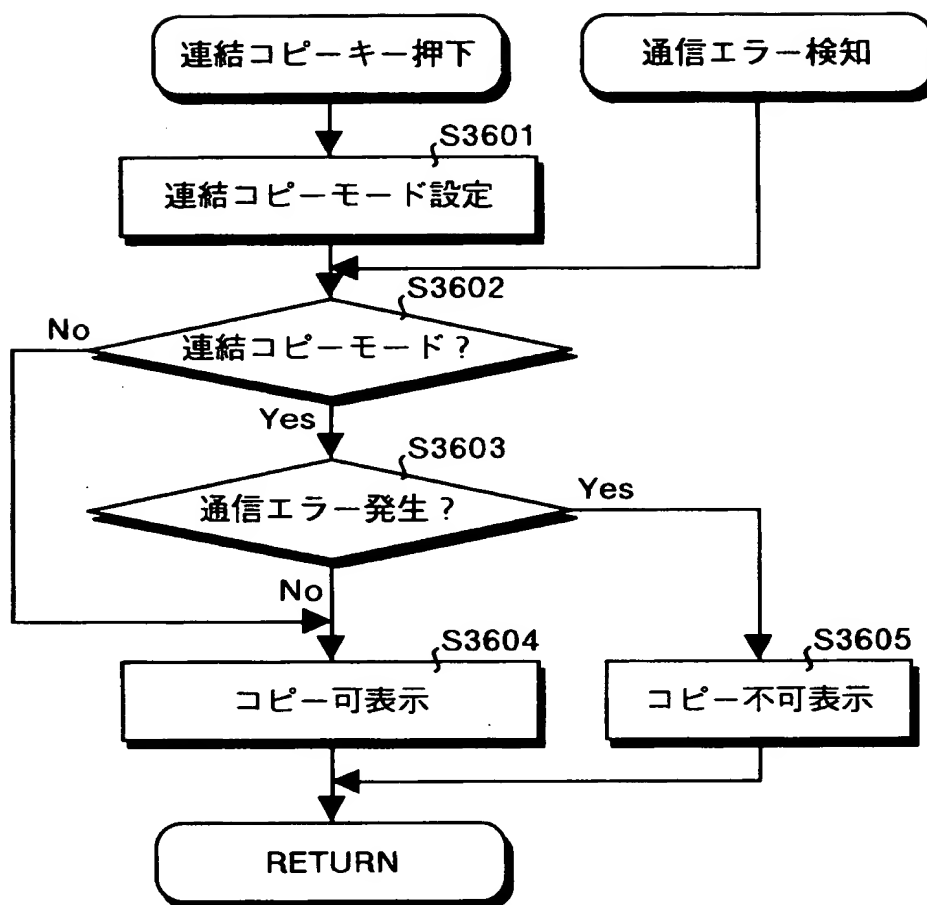 連結コピーキー押下
通信エラー検知
S3601
連結コピーモード設定
S3602
No
連結コピーモード?
Yes
S3603
通信エラー発生?
Yes
No
S3604
コピー可表示
S3605
コピー不可表示
RETURN